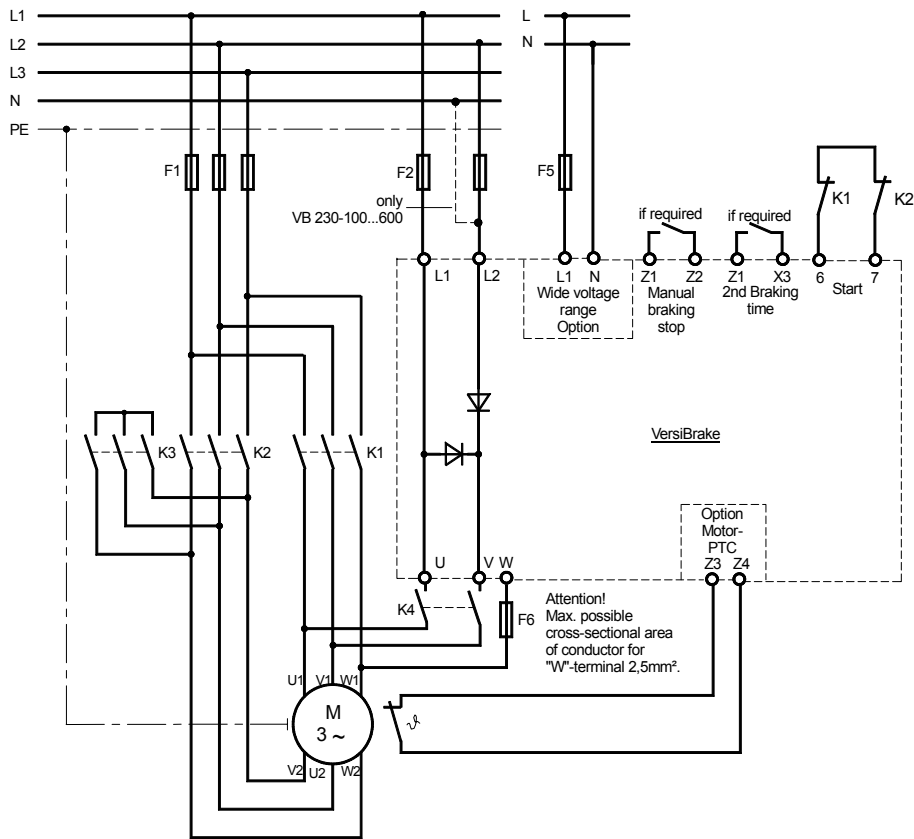 L1
L2
L3
N
PE
L
N
F1
F2
F5
only
VB 230-100...600
if required
if required
K1
K2
L1
L2
L1
N
Z1
Z2
Z1
X3
6
7
Wide voltage
range
Option
Manual
braking
stop
2nd Braking
time
Start
K3
K2
K1
VersiBrake
Option
Motor-
PTC
Z3
Z4
U
V
W
K4
F6
Attention!
Max. possible
cross-sectional area
of conductor for
"W"-terminal 2,5mm².
U1
V1
W1
M
3 ~
ϑ
V2
U2
W2